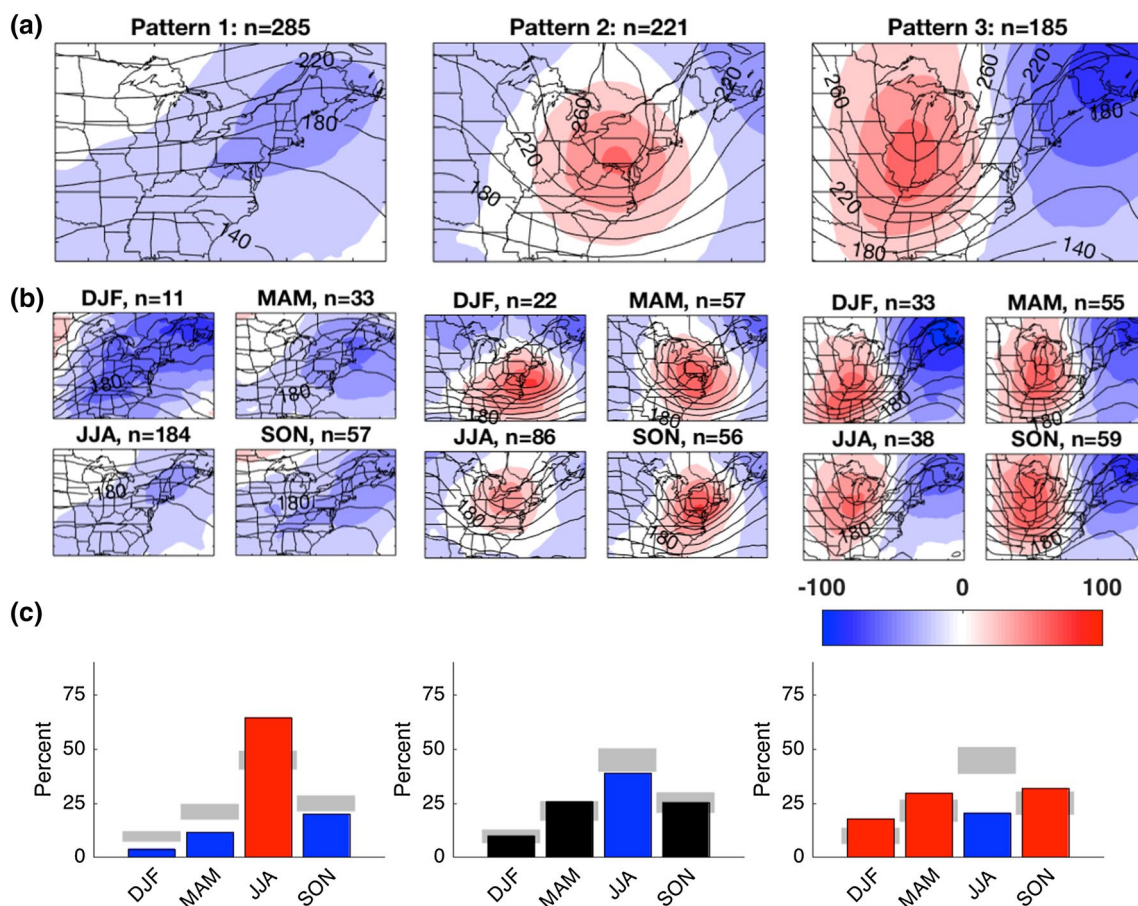 (a)
Pattern 1: n=285
Pattern 2: n=221
Pattern 3: n=185
220
180
140
260
220
220
180
260
260
220
180
220
180
140
(b)
DJF, n=11
MAM, n=33
DJF, n=22
MAM, n=57
DJF, n=33
MAM, n=55
180
180
180
180
180
180
JJA, n=184
SON, n=57
JJA, n=86
SON, n=56
JJA, n=38
SON, n=59
180
180
180
180
180
180
-100 0 100
(c)
Percent
75
50
25
0
DJF
MAM
JJA
SON
Percent
75
50
25
0
DJF
MAM
JJA
SON
Percent
75
50
25
0
DJF
MAM
JJA
SON